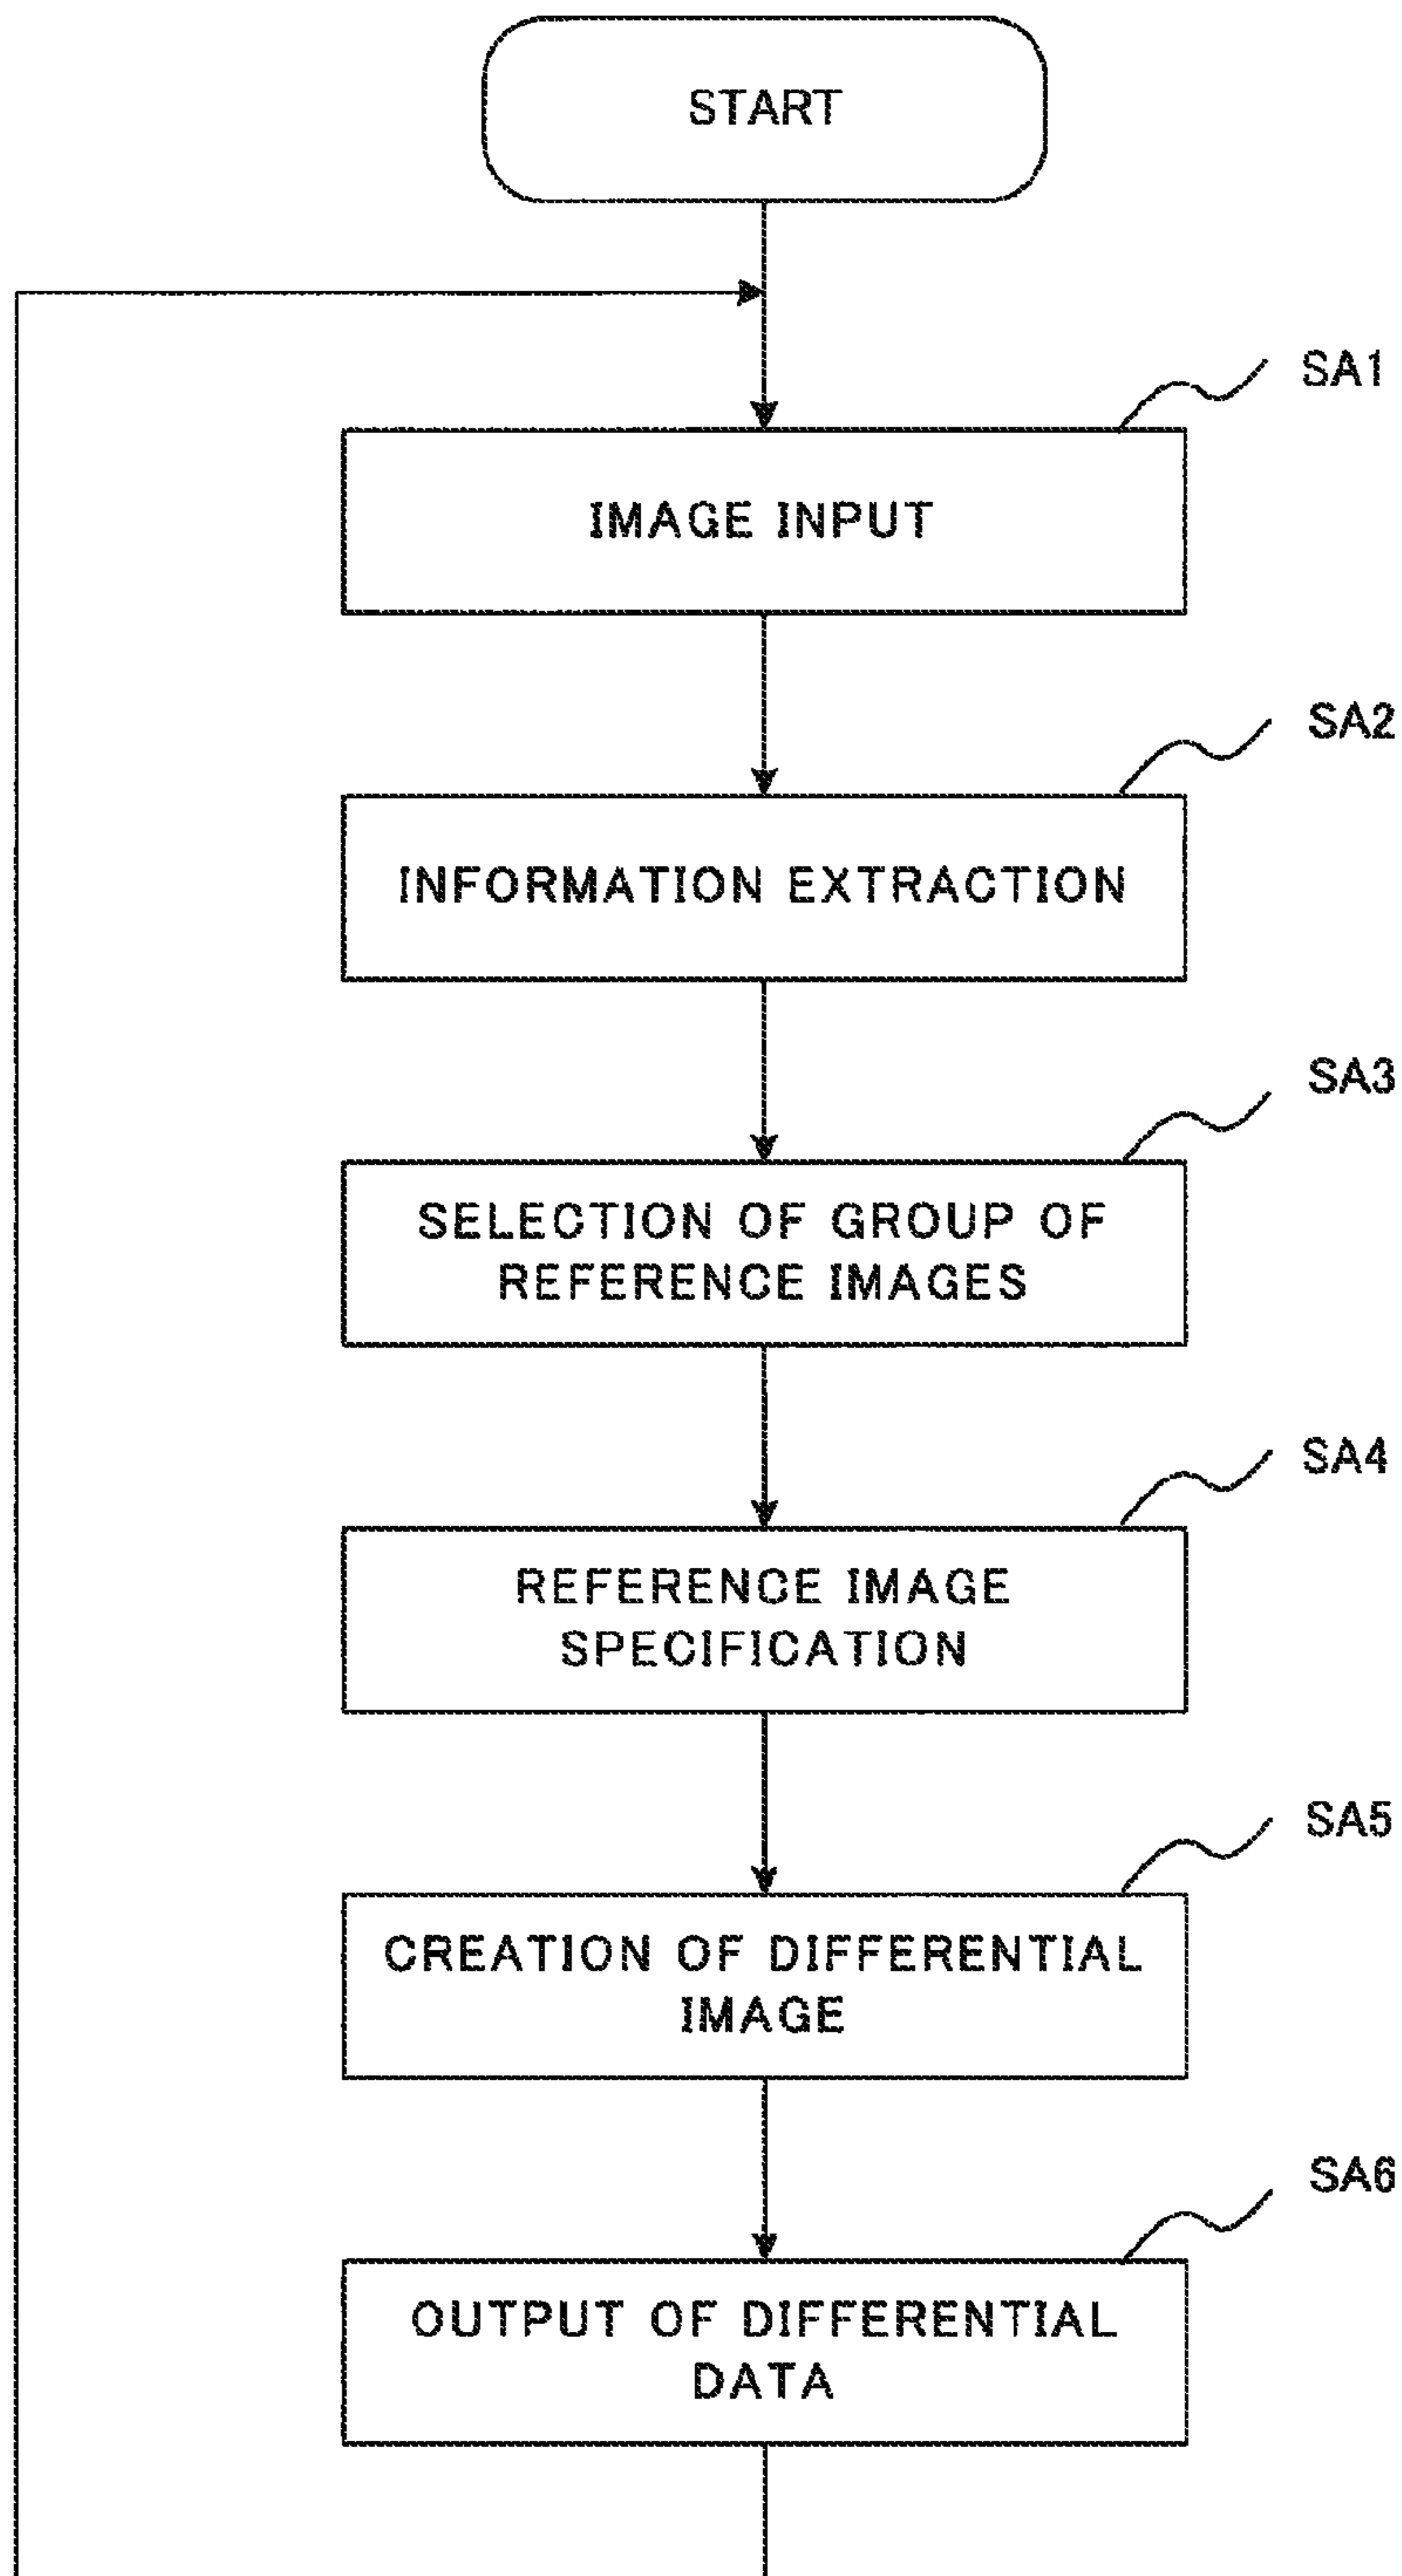 START
SA1
IMAGE INPUT
SA2
INFORMATION EXTRACTION
SA3
SELECTION OF GROUP OF
REFERENCE IMAGES
SA4
REFERENCE IMAGE
SPECIFICATION
SA5
CREATION OF DIFFERENTIAL
IMAGE
SA6
OUTPUT OF DIFFERENTIAL
DATA